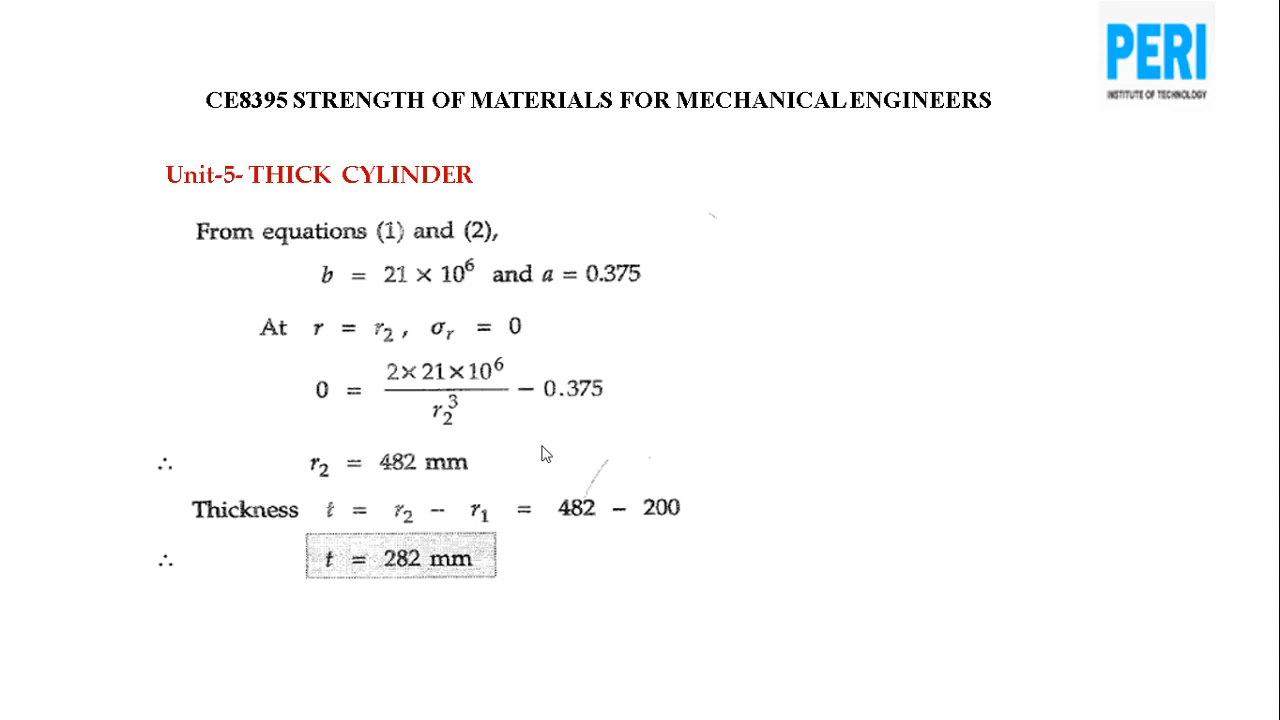 PERI
INSTITUTE OF TECHNOLOGY
CE8395 STRENGTH OF MATERIALS FOR MECHANICAL ENGINEERS
Unit-5- THICK CYLINDER
From equations (1) and (2),
b = 21 × 10⁶ and a = 0.375
At r = r₂ , σᵣ = 0
0 = (2 × 21 × 10⁶) / r₂³ − 0.375
∴ r₂ = 482 mm
Thickness t = r₂ − r₁ = 482 − 200
∴ t = 282 mm